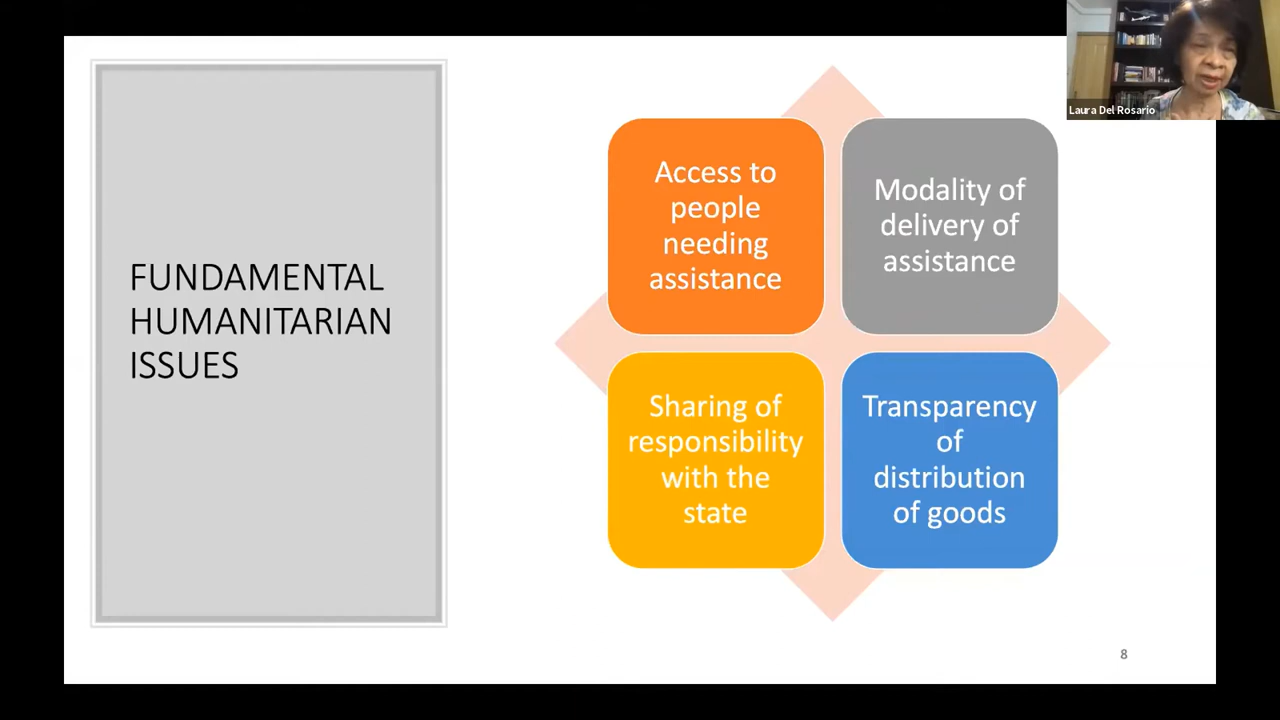 FUNDAMENTAL
HUMANITARIAN
ISSUES
Access to
people
needing
assistance
Modality of
delivery of
assistance
Sharing of
responsibility
with the
state
Transparency
of
distribution
of goods
8
Laura Del Rosario